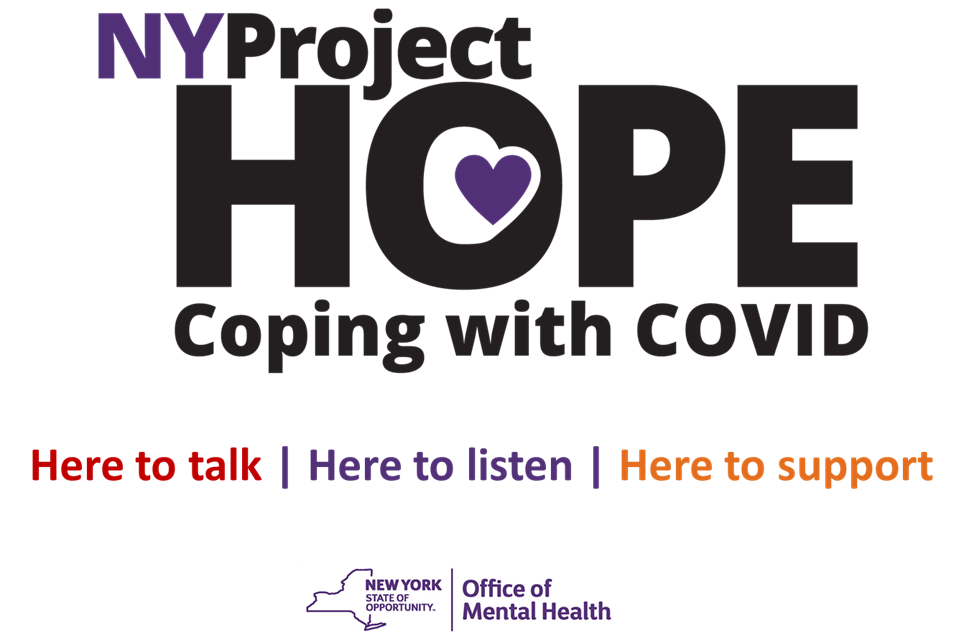 NYProject
HOPE
Coping with COVID
Here to talk | Here to listen | Here to support
NEW YORK
STATE OF
OPPORTUNITY.
Office of
Mental Health